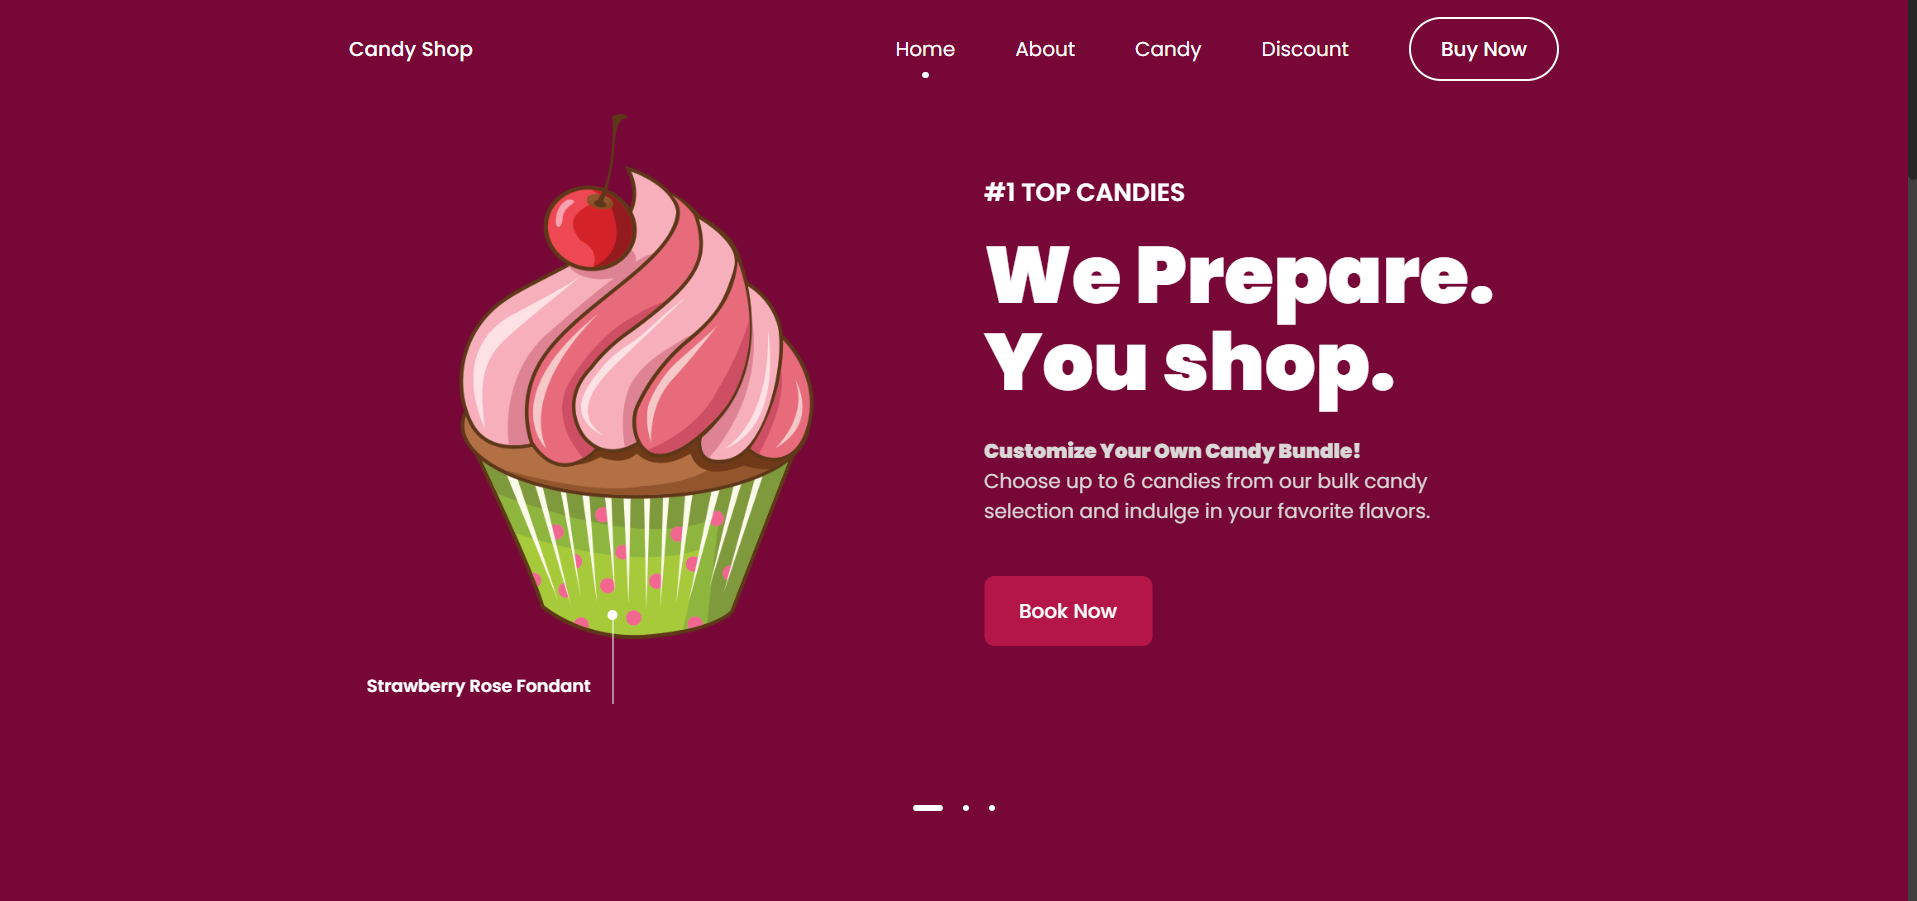 Candy Shop
Home
About
Candy
Discount
Buy Now
#1 TOP CANDIES
We Prepare.
You shop.
Customize Your Own Candy Bundle!
Choose up to 6 candies from our bulk candy
selection and indulge in your favorite flavors.
Book Now
Strawberry Rose Fondant